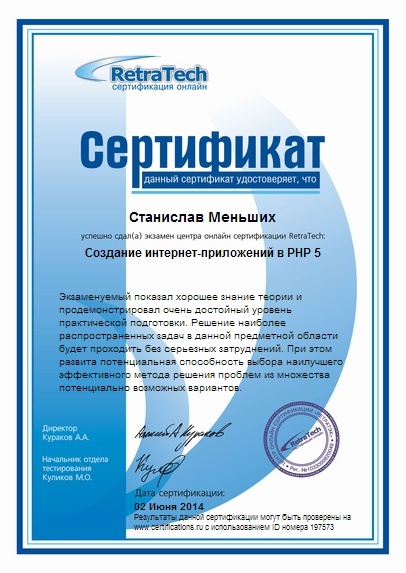 RetraTech
сертификация онлайн
Сертификат
данный сертификат удостоверяет, что
Станислав Меньших
успешно сдал(а) экзамен центра онлайн сертификации RetraTech:
Создание интернет-приложений в PHP 5
Экзаменуемый показал хорошее знание теории и
продемонстрировал очень достойный уровень
практической подготовки. Решение наиболее
распространенных задач в данной предметной области
будет проходить без серьезных затруднений. При этом
развита потенциальная способность выбора наилучшего
эффективного метода решения проблем из множества
потенциально возможных вариантов.
Директор
Кураков А.А.
Начальник отдела
тестирования
Куликов М.О.
RetraTech
Дата сертификации:
02 Июня 2014
Результаты данной сертификации могут быть проверены на
www.certifications.ru с использованием ID номера 197573